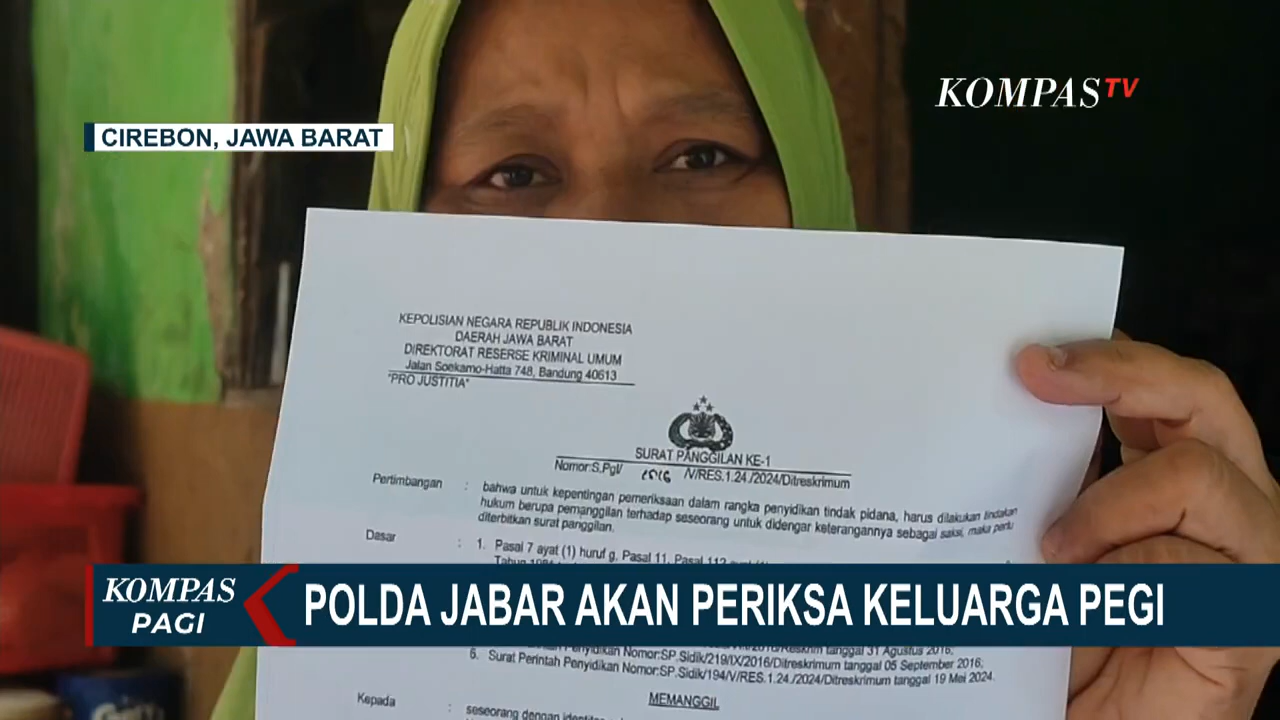 KOMPAS TV
CIREBON, JAWA BARAT
KEPOLISIAN NEGARA REPUBLIK INDONESIA
DAERAH JAWA BARAT
DIREKTORAT RESERSE KRIMINAL UMUM
Jalan Soekarno-Hatta 748, Bandung 40613
"PRO JUSTITIA"
SURAT PANGGILAN KE-1
Nomor:S.Pgl/ /V/RES.1.24./2024/Ditreskrimum
Pertimbangan : bahwa untuk kepentingan pemeriksaan dalam rangka penyidikan tindak pidana, harus dilakukan tindakan
hukum berupa pemanggilan terhadap seseorang untuk didengar keterangannya sebagai saksi, maka perlu
diterbitkan surat panggilan.
Dasar : 1. Pasal 7 ayat (1) huruf g, Pasal 11, Pasal 112
KOMPAS PAGI
POLDA JABAR AKAN PERIKSA KELUARGA PEGI
Penyidikan Nomor:SP.Sidik/219/IX/2016/Ditreskrimum tanggal 05 September 2016;
tanggal 31 Agustus 2016;
6. Surat Perintah Penyidikan Nomor:SP.Sidik/194/V/RES.1.24./2024/Ditreskrimum tanggal 19 Mei 2024.
MEMANGGIL
Kepada : seseorang dengan